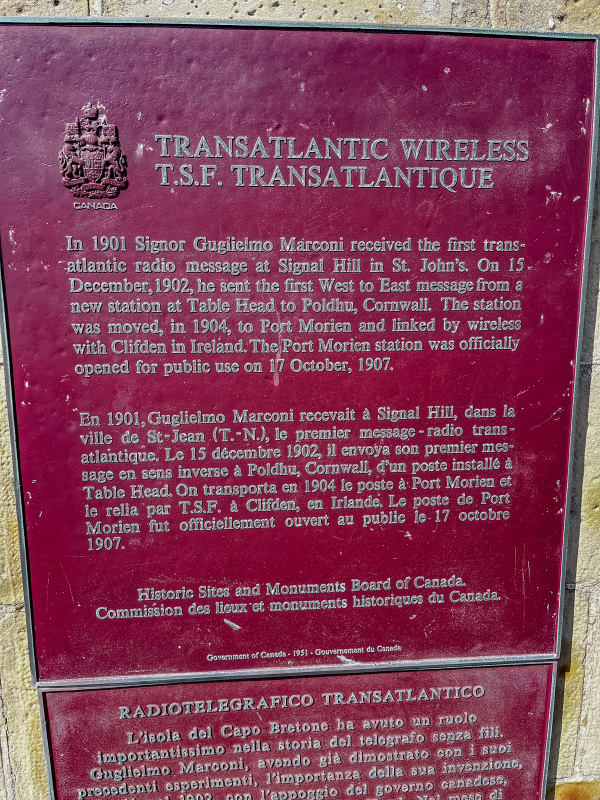 CANADA
TRANSATLANTIC WIRELESS
T.S.F. TRANSATLANTIQUE
In 1901 Signor Guglielmo Marconi received the first trans-
atlantic radio message at Signal Hill in St. John's. On 15
December, 1902, he sent the first West to East message from a
new station at Table Head to Poldhu, Cornwall. The station
was moved, in 1904, to Port Morien and linked by wireless
with Clifden in Ireland. The Port Morien station was officially
opened for public use on 17 October, 1907.
En 1901, Guglielmo Marconi recevait à Signal Hill, dans la
ville de St-Jean (T.-N.), le premier message-radio trans-
atlantique. Le 15 décembre 1902, il envoya son premier mes-
sage en sens inverse à Poldhu, Cornwall, d'un poste installé à
Table Head. On transporta en 1904 le poste à Port Morien et
le relia par T.S.F. à Clifden, en Irlande. Le poste de Port
Morien fut officiellement ouvert au public le 17 octobre
1907.
Historic Sites and Monuments Board of Canada.
Commission des lieux et monuments historiques du Canada.
Government of Canada - 1951 - Gouvernement du Canada
RADIOTELEGRAFICO TRANSATLANTICO
L'isola del Capo Bretone ha avuto un ruolo
importantissimo nella storia del telegrafo senza fili.
Guglielmo Marconi, avendo già dimostrato con i suoi
precedenti esperimenti, l'importanza della sua invenzione,
1902, con l'appoggio del governo canadese,
Nel mese di